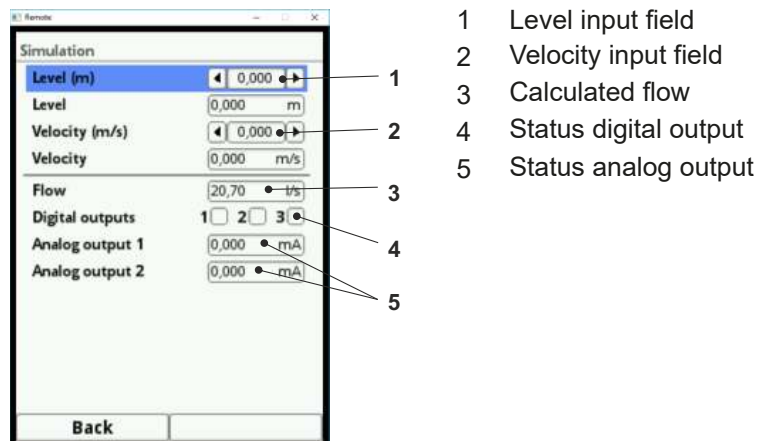 Remote
Simulation
Level (m) 0,000
Level 0,000 m
Velocity (m/s) 0,000
Velocity 0,000 m/s
Flow 20,70 l/s
Digital outputs 1 2 3
Analog output 1 0,000 mA
Analog output 2 0,000 mA
Back
1
2
3
4
5
1 Level input field
2 Velocity input field
3 Calculated flow
4 Status digital output
5 Status analog output